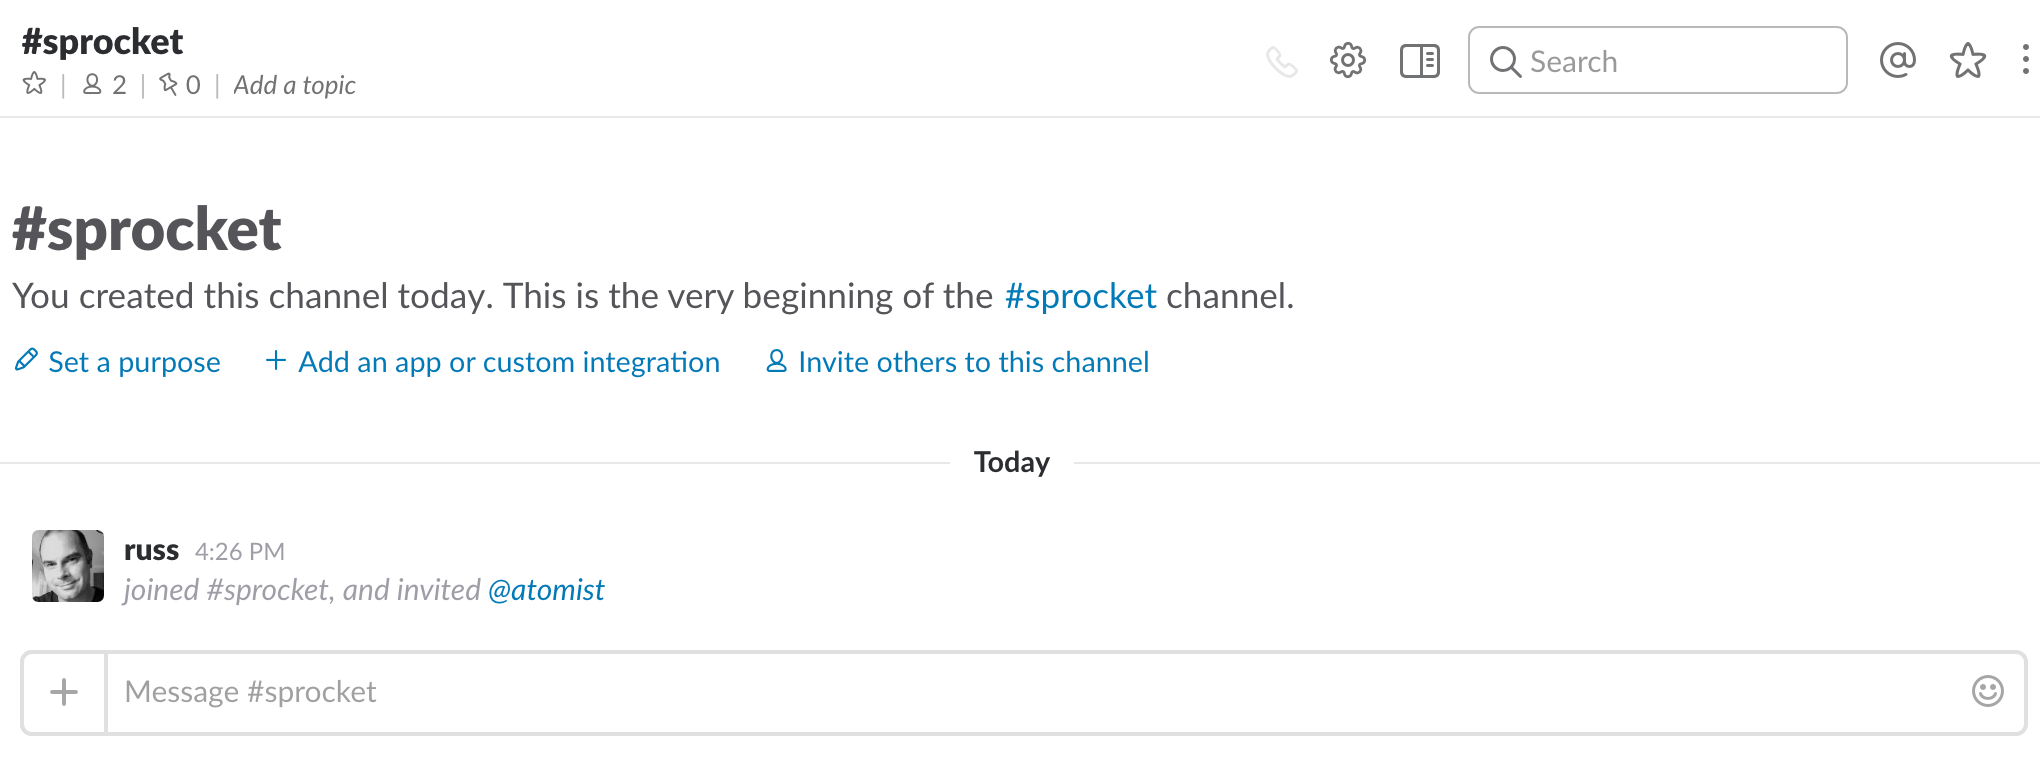 #sprocket
2 | 0 | Add a topic
Search
#sprocket
You created this channel today. This is the very beginning of the #sprocket channel.
Set a purpose + Add an app or custom integration Invite others to this channel
Today
russ 4:26 PM
joined #sprocket, and invited @atomist
+ Message #sprocket